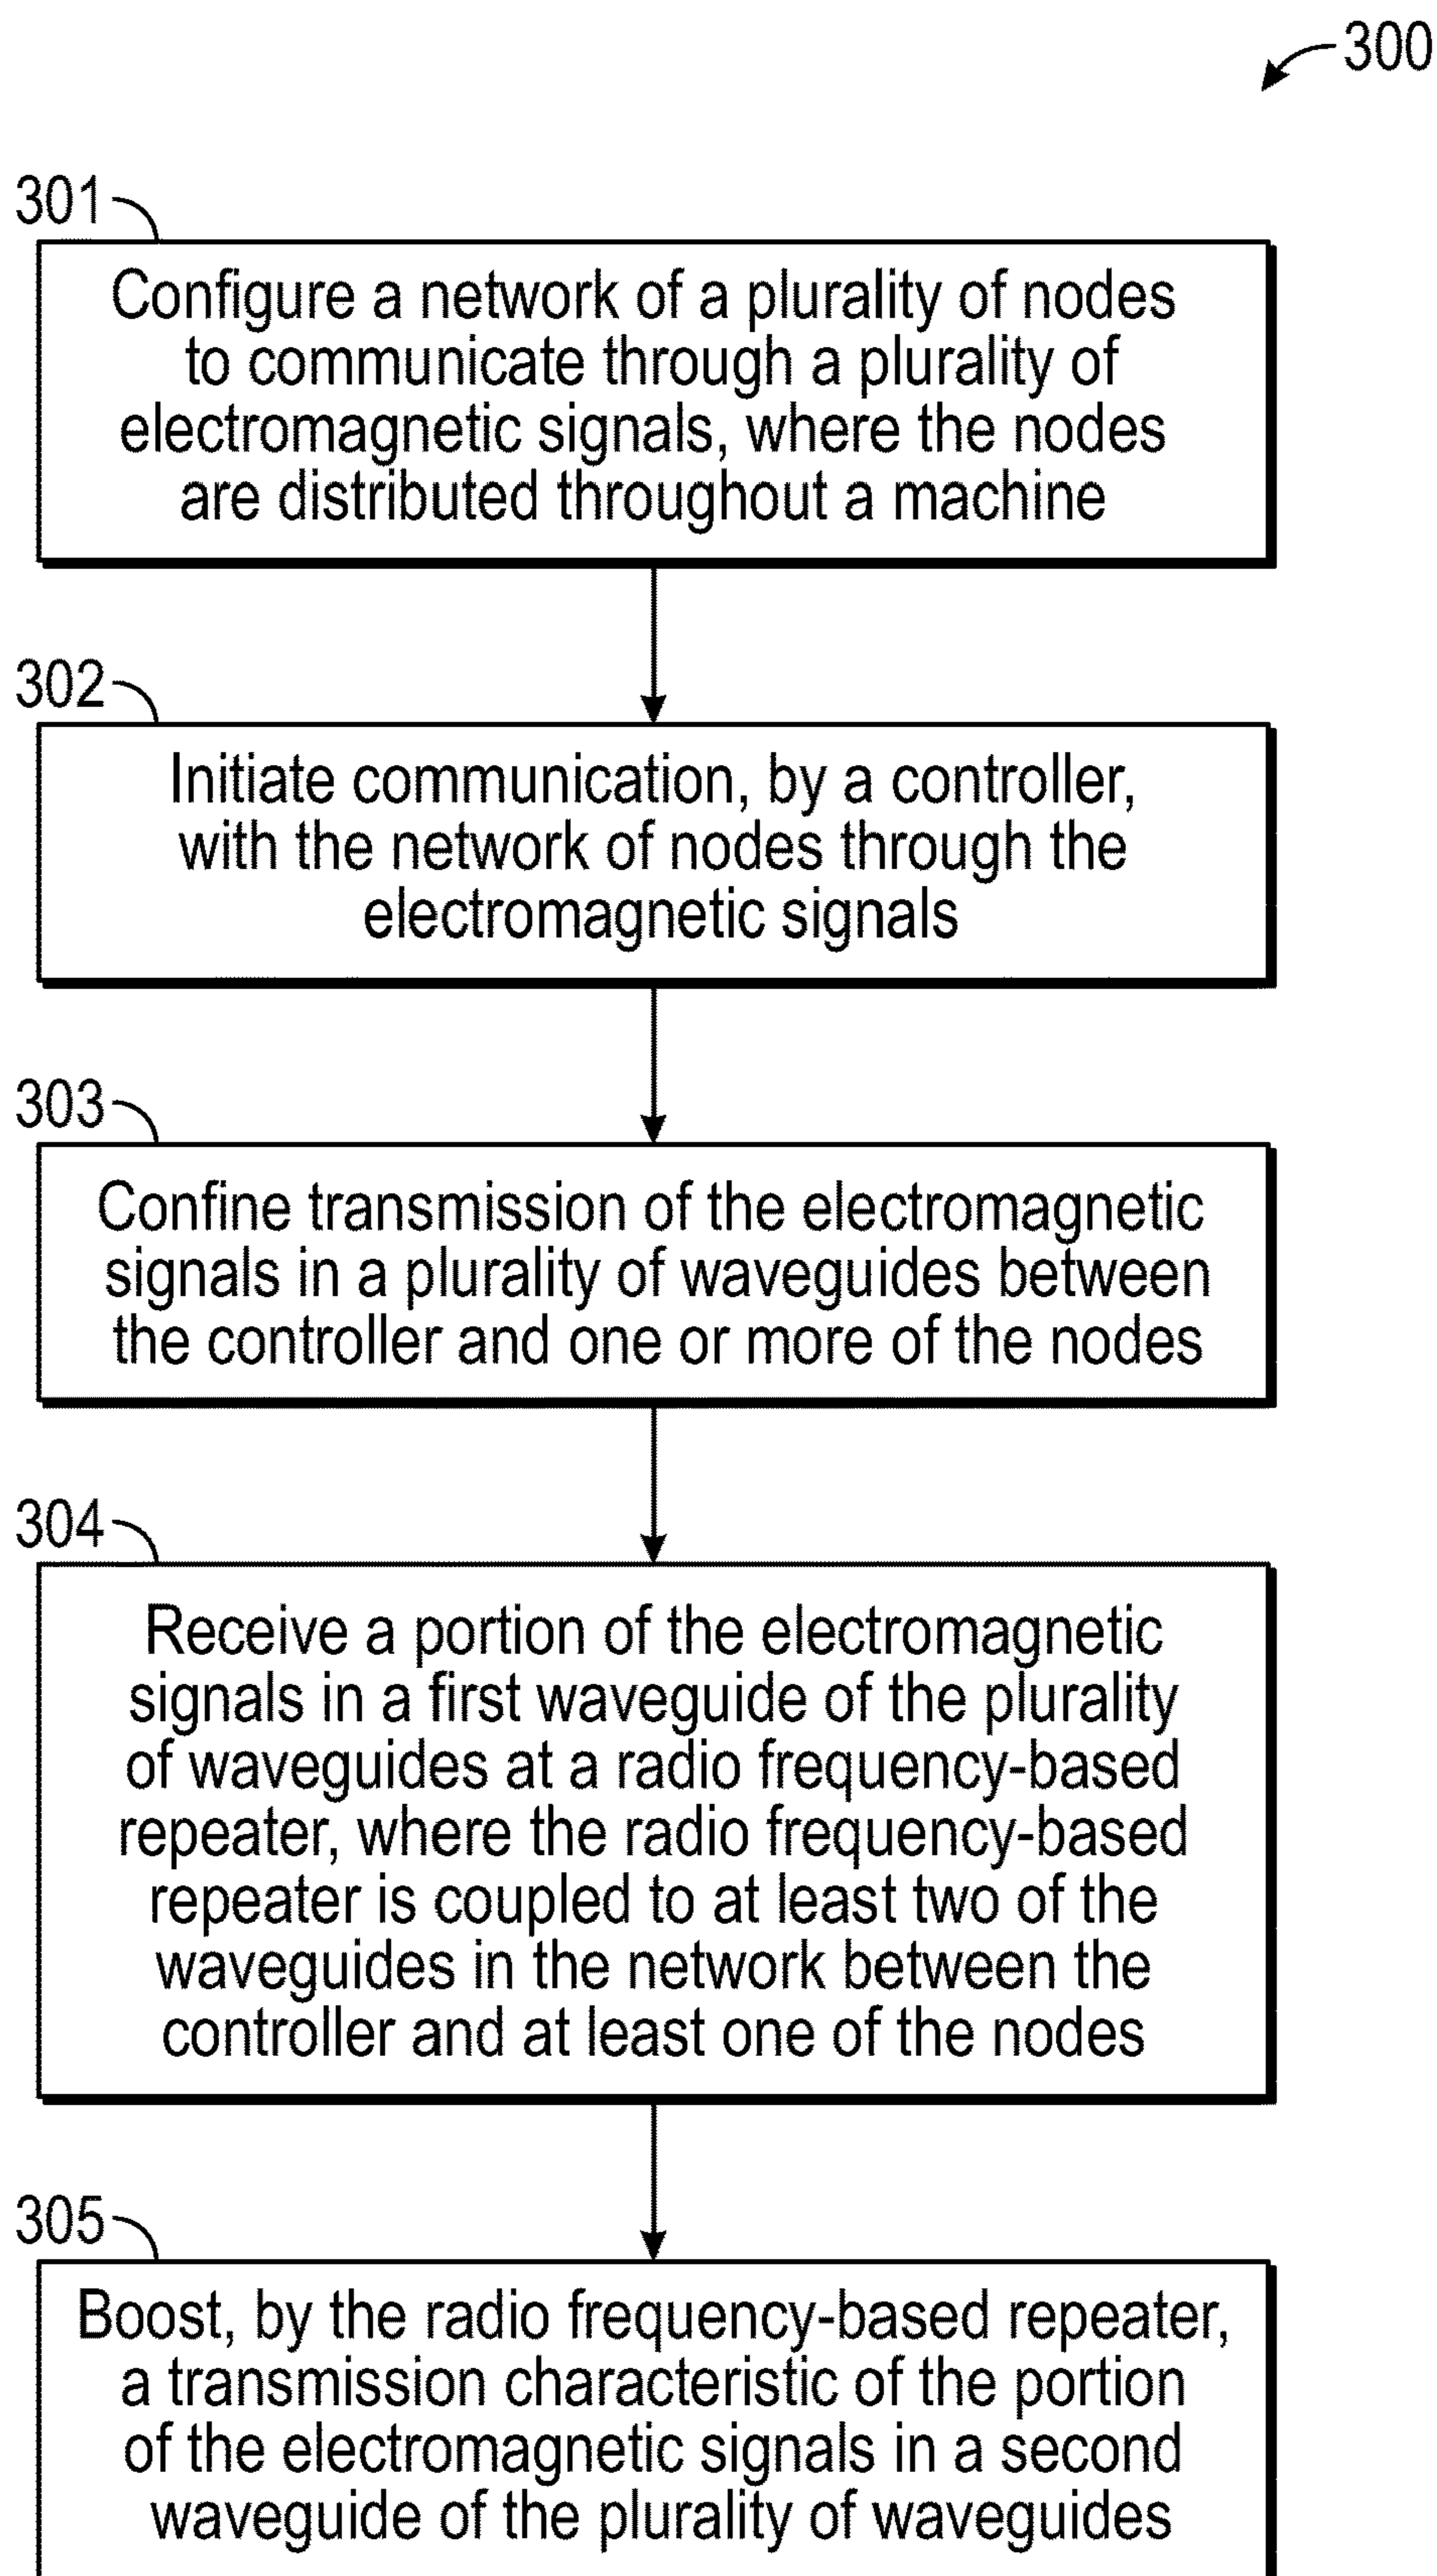 300
301
Configure a network of a plurality of nodes
to communicate through a plurality of
electromagnetic signals, where the nodes
are distributed throughout a machine
302
Initiate communication, by a controller,
with the network of nodes through the
electromagnetic signals
303
Confine transmission of the electromagnetic
signals in a plurality of waveguides between
the controller and one or more of the nodes
304
Receive a portion of the electromagnetic
signals in a first waveguide of the plurality
of waveguides at a radio frequency-based
repeater, where the radio frequency-based
repeater is coupled to at least two of the
waveguides in the network between the
controller and at least one of the nodes
305
Boost, by the radio frequency-based repeater,
a transmission characteristic of the portion
of the electromagnetic signals in a second
waveguide of the plurality of waveguides